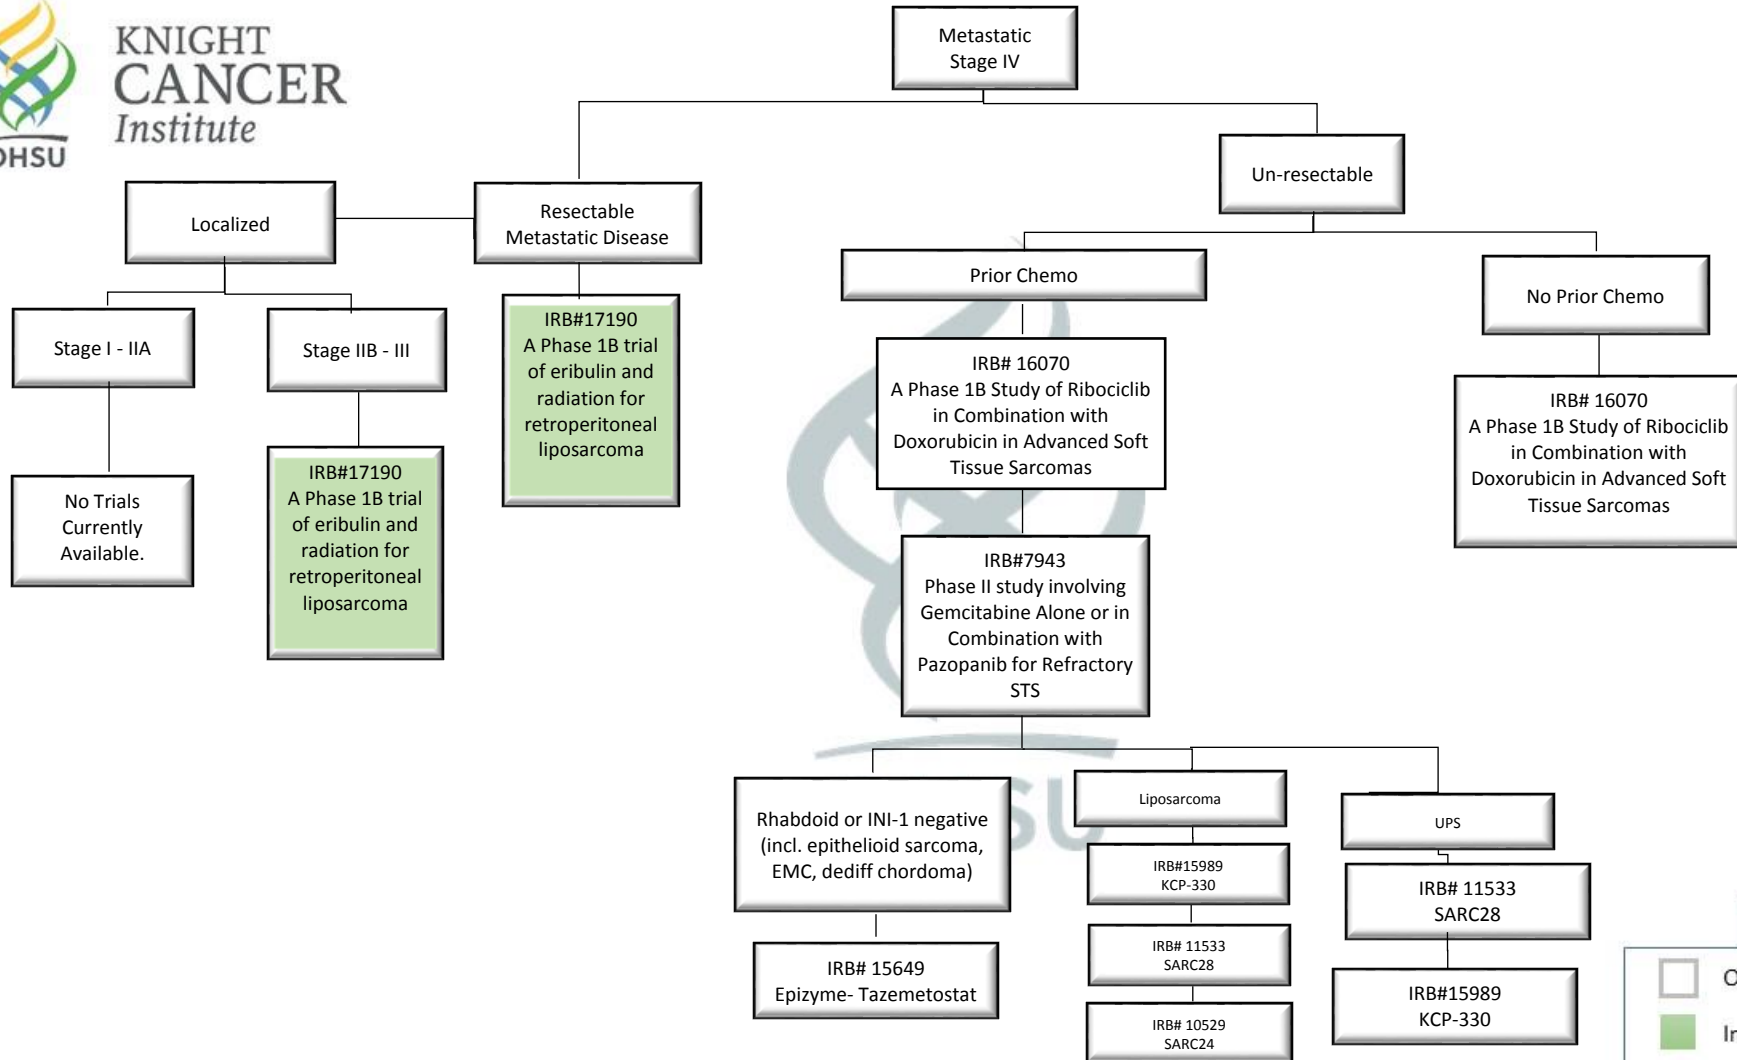 KNIGHT
CANCER
Institute
OHSU
Metastatic
Stage IV
Un-resectable
Localized
Resectable
Metastatic Disease
Prior Chemo
No Prior Chemo
Stage I - IIA
Stage IIB - III
IRB#17190
A Phase 1B trial
of eribulin and
radiation for
retroperitoneal
liposarcoma
IRB# 16070
A Phase 1B Study of Ribociclib
in Combination with
Doxorubicin in Advanced Soft
Tissue Sarcomas
IRB# 16070
A Phase 1B Study of Ribociclib
in Combination with
Doxorubicin in Advanced Soft
Tissue Sarcomas
No Trials
Currently
Available.
IRB#17190
A Phase 1B trial
of eribulin and
radiation for
retroperitoneal
liposarcoma
IRB#7943
Phase II study involving
Gemcitabine Alone or in
Combination with
Pazopanib for Refractory
STS
Rhabdoid or INI-1 negative
(incl. epithelioid sarcoma,
EMC, dediff chordoma)
Liposarcoma
UPS
IRB#15989
KCP-330
IRB# 11533
SARC28
IRB# 15649
Epizyme- Tazemetostat
IRB# 11533
SARC28
IRB#15989
KCP-330
IRB# 10529
SARC24
SU